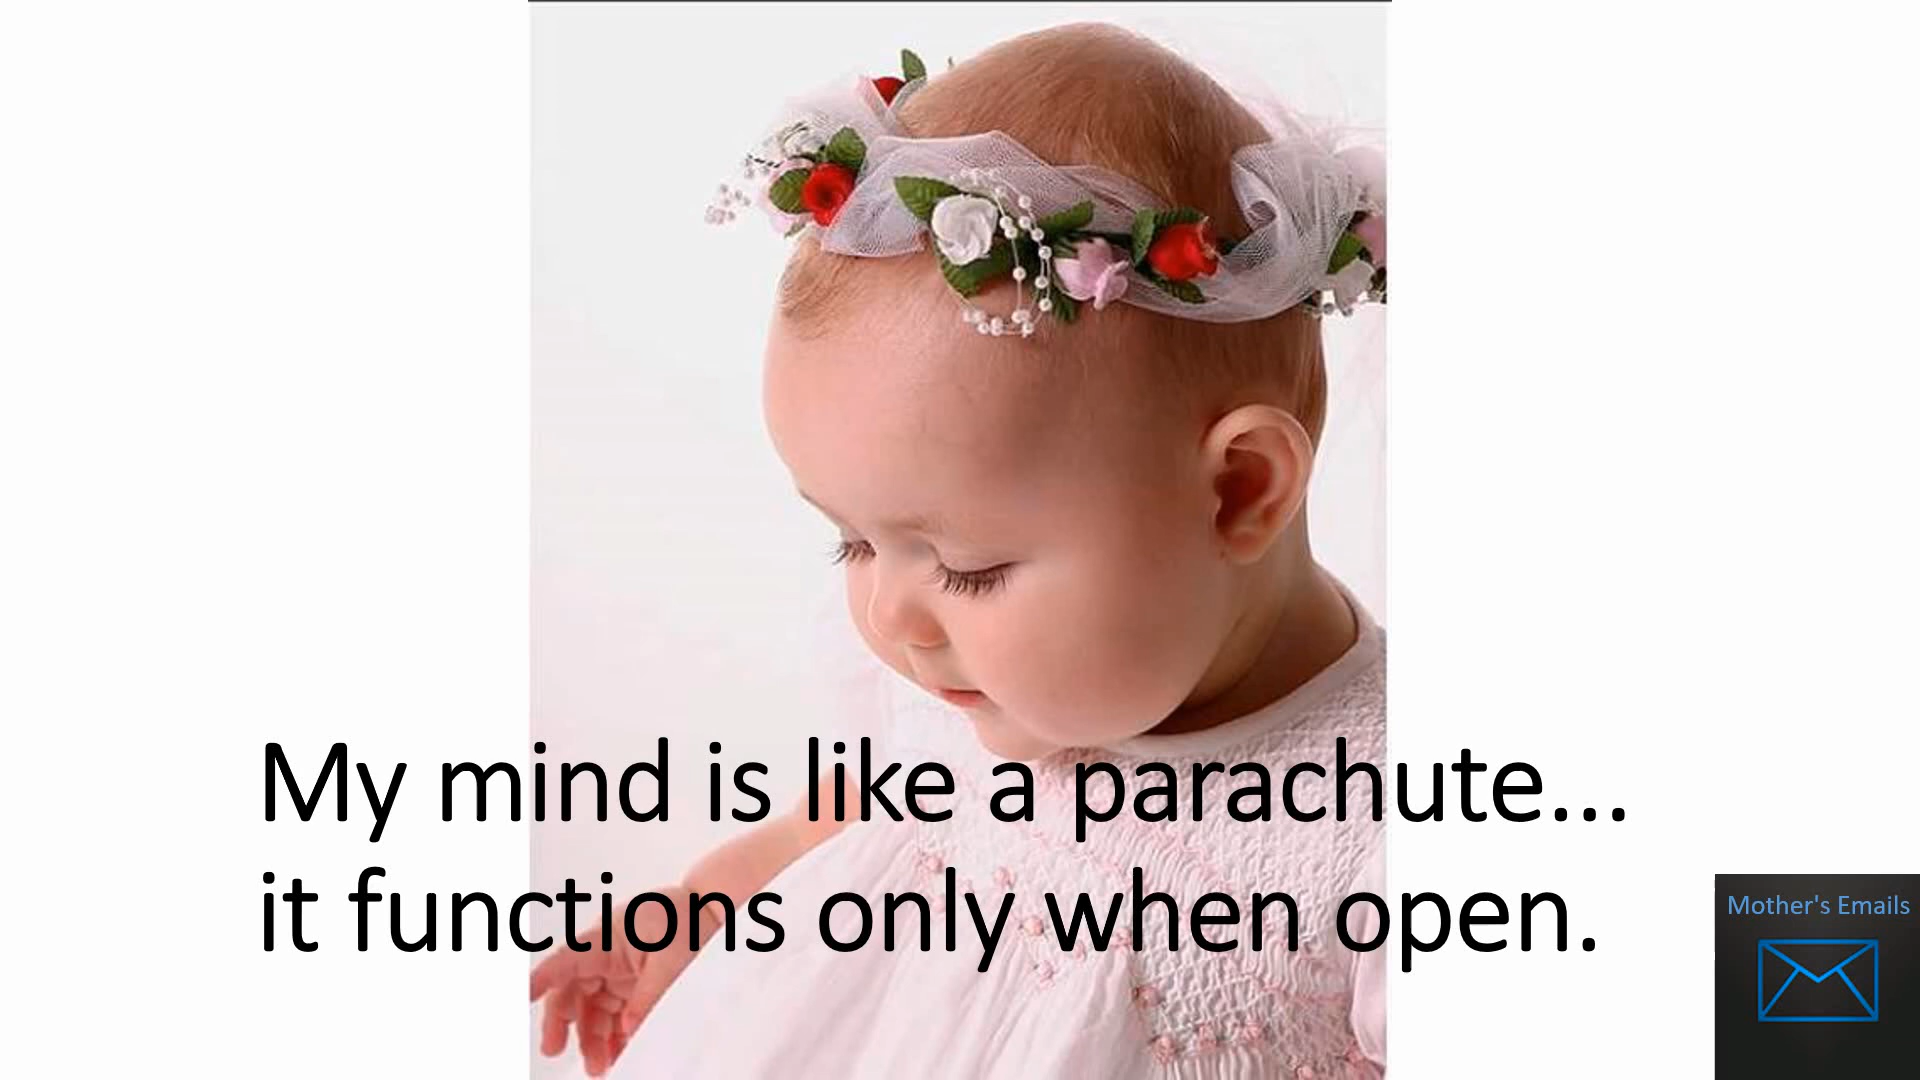 My mind is like a parachute...
it functions only when open.
Mother's Emails